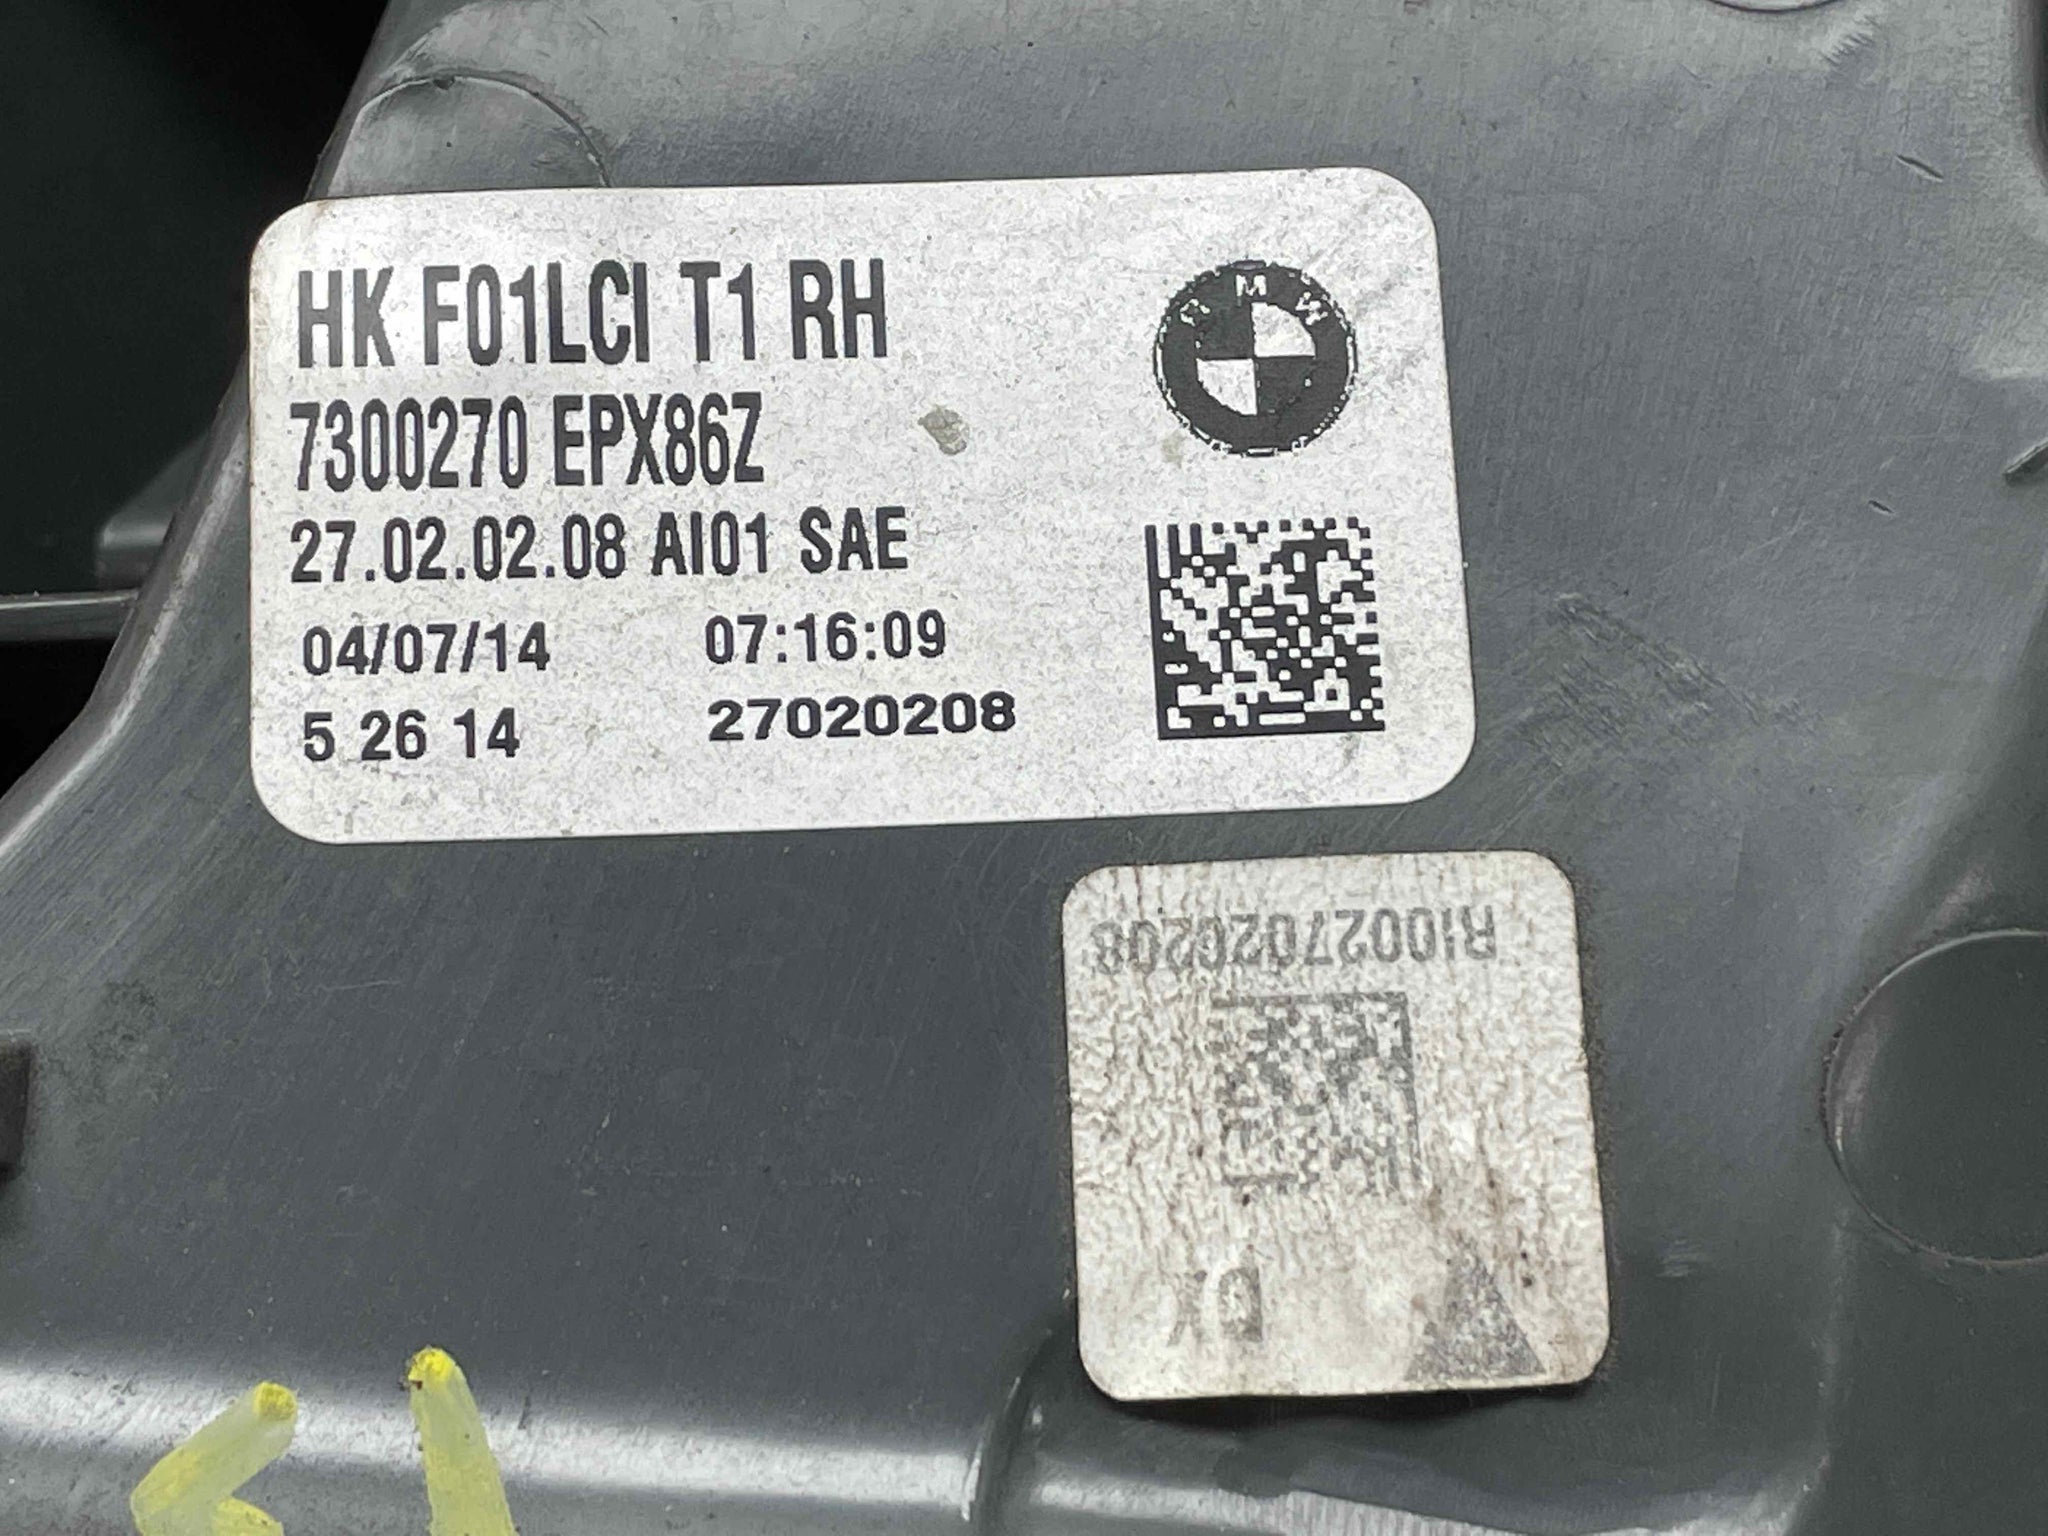 HK F01LCI T1 RH
7300270 EPX86Z
27.02.02.08 AI01 SAE
04/07/14 07:16:09
5 26 14 27020208
BMW
RI0027020208
OK